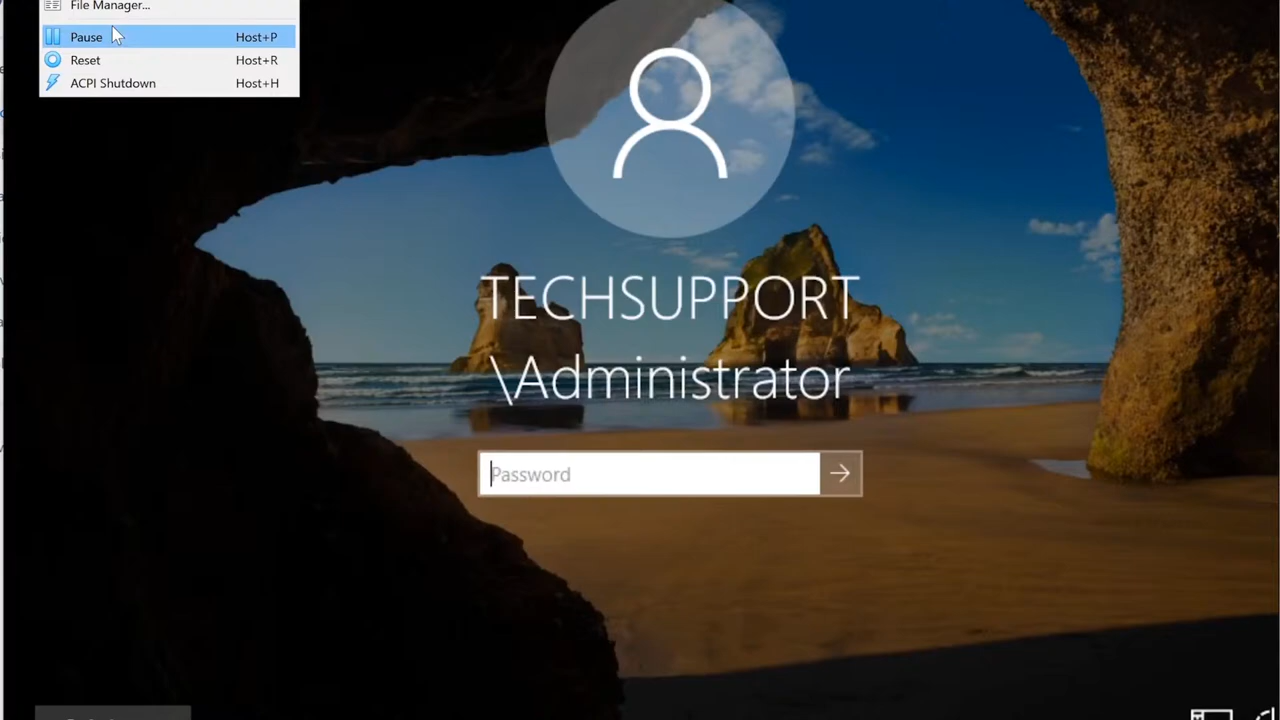 File Manager...
Pause Host+P
Reset Host+R
ACPI Shutdown Host+H
TECHSUPPORT
\Administrator
Password